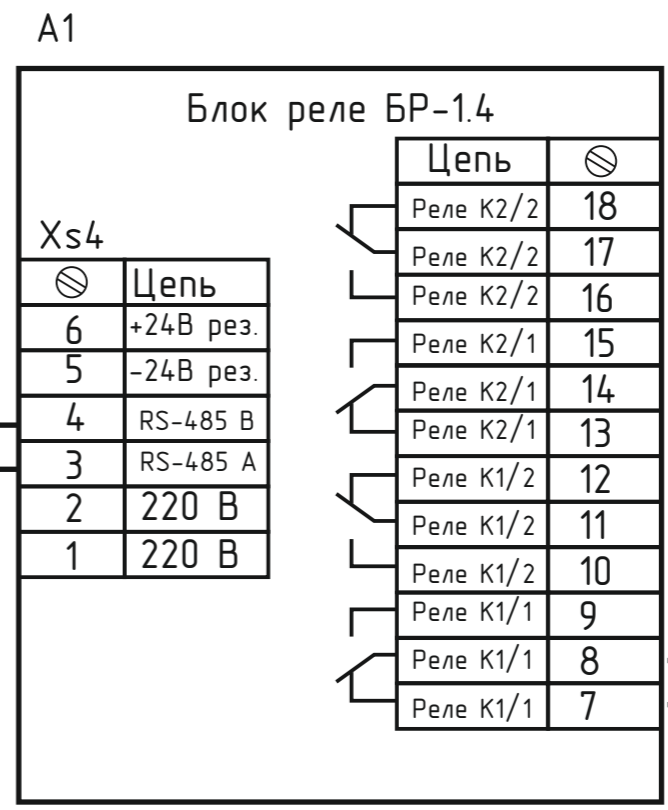 А1
Блок реле БР-1.4
Xs4
Цепь
6 +24В рез.
5 -24В рез.
4 RS-485 В
3 RS-485 А
2 220 В
1 220 В
Цепь
Реле К2/2 18
Реле К2/2 17
Реле К2/2 16
Реле К2/1 15
Реле К2/1 14
Реле К2/1 13
Реле К1/2 12
Реле К1/2 11
Реле К1/2 10
Реле К1/1 9
Реле К1/1 8
Реле К1/1 7